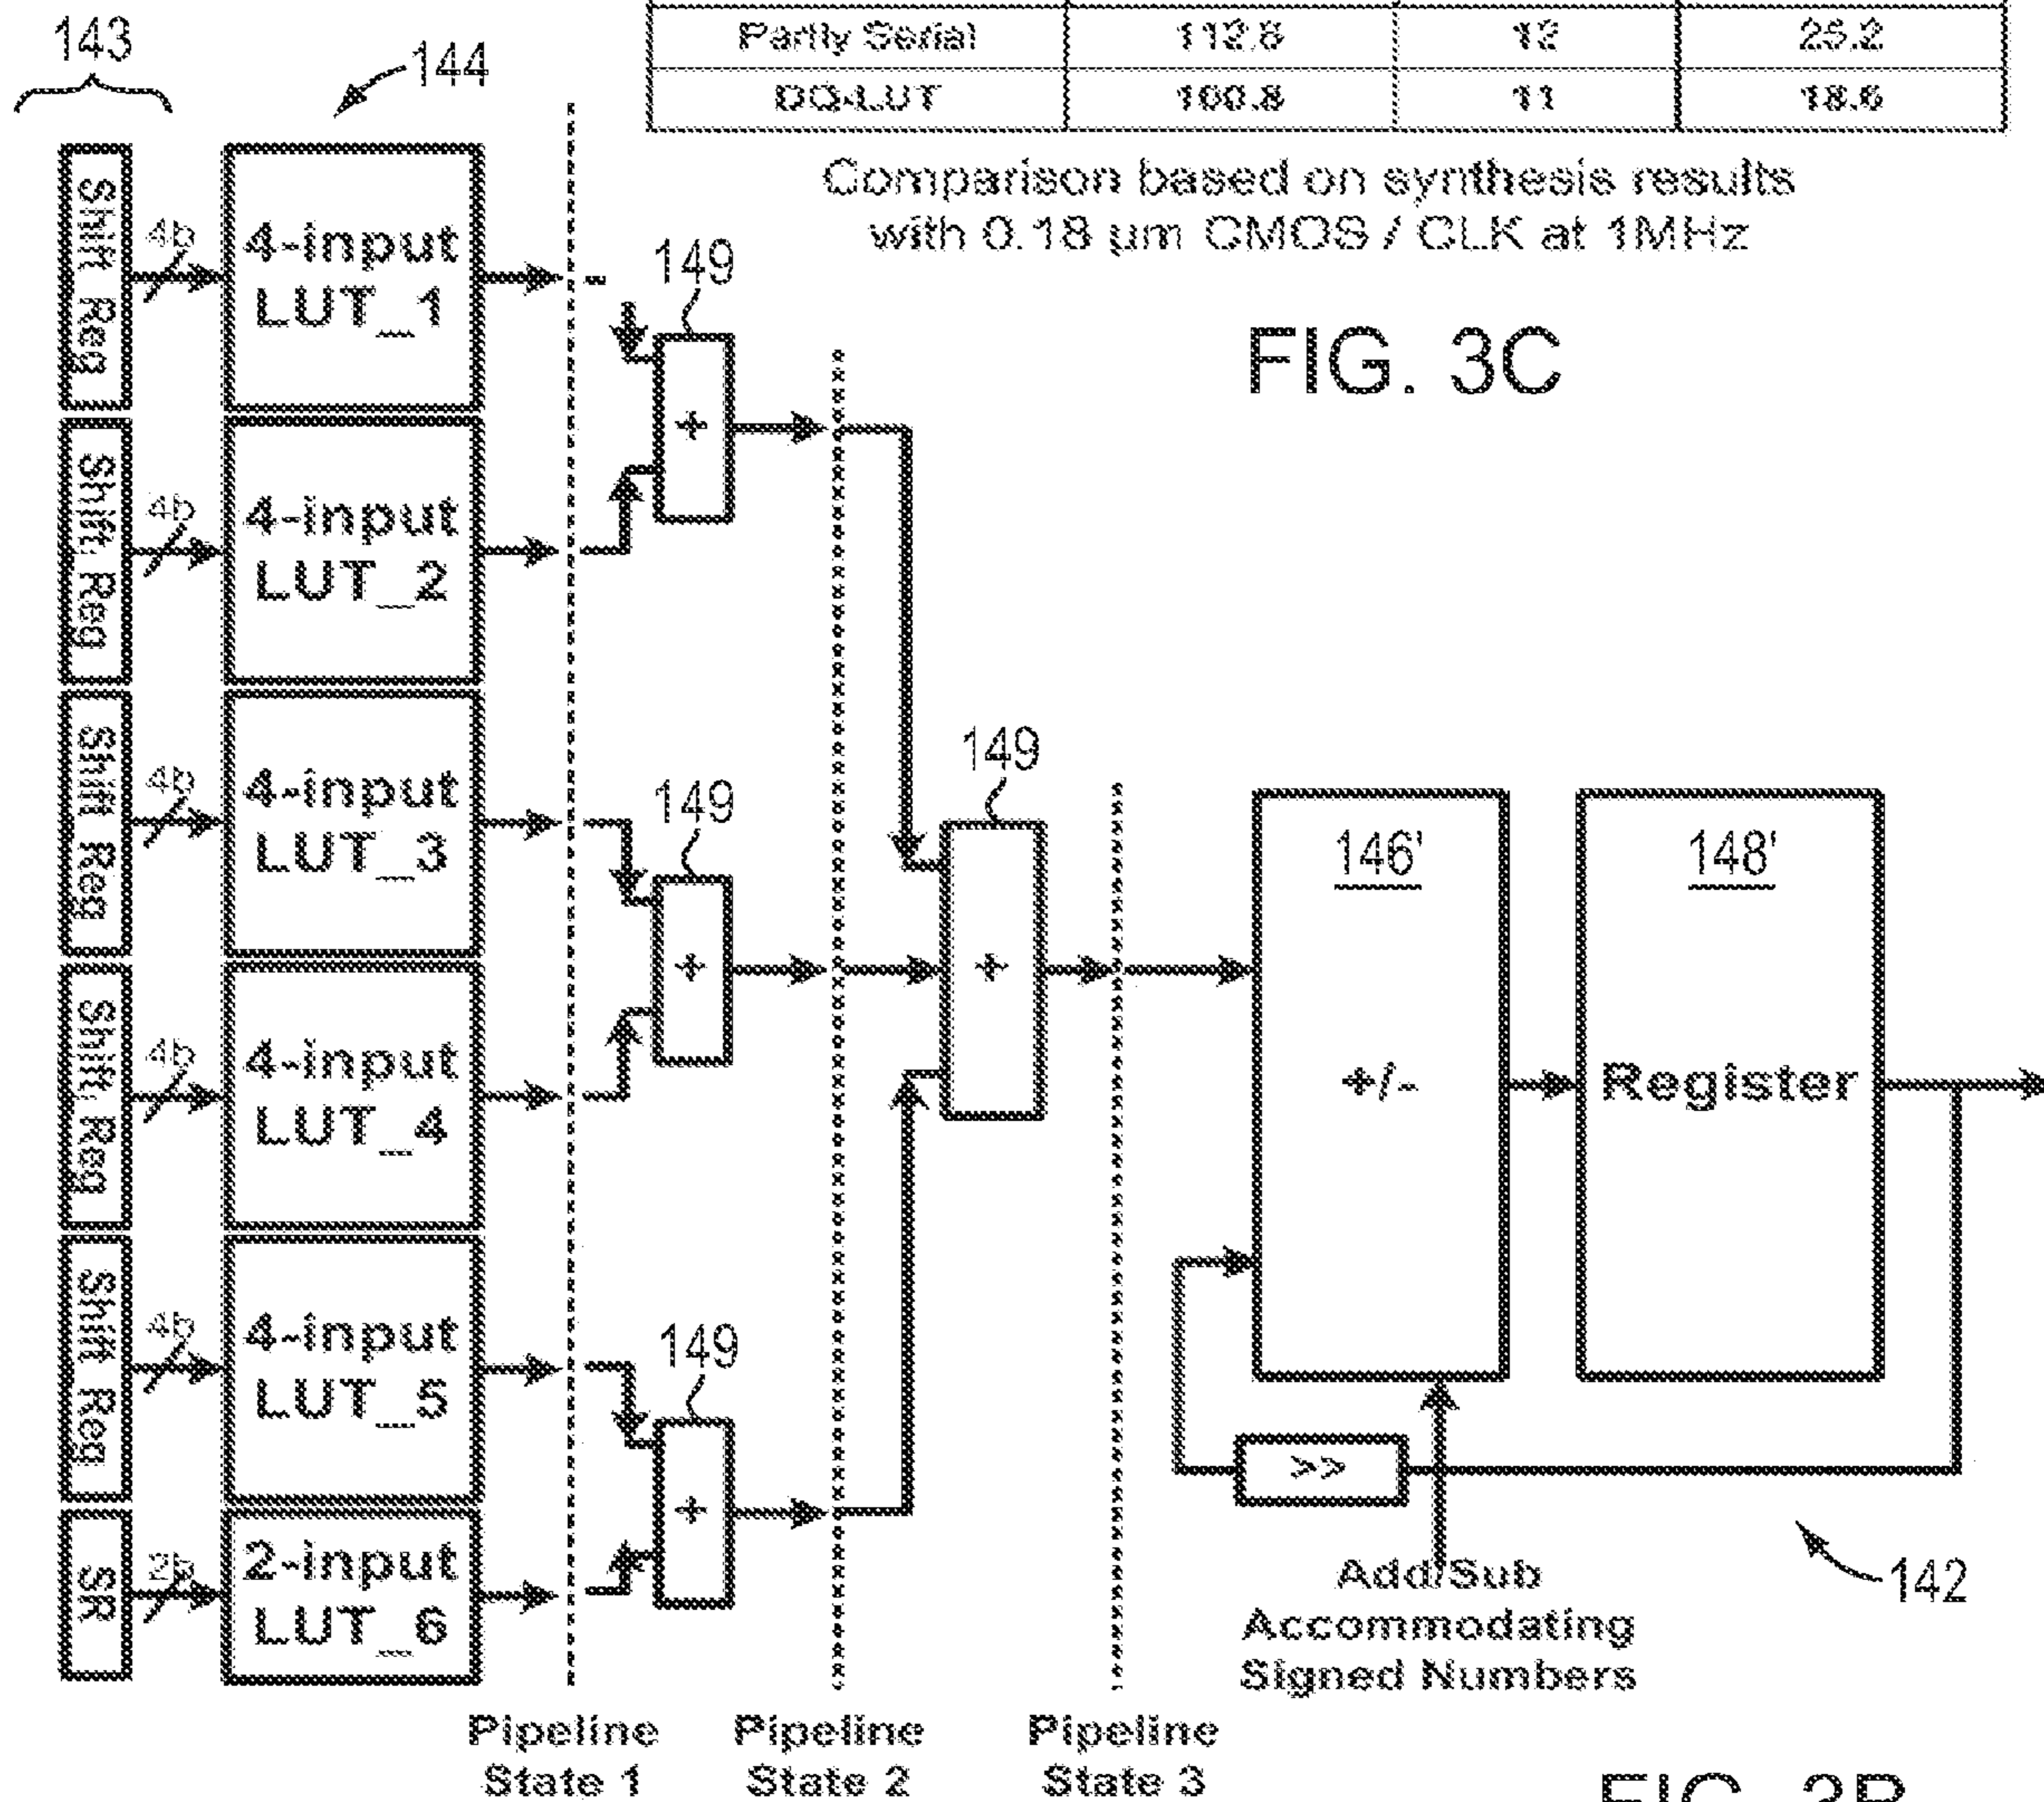 Partly Serial 112.8 12 25.2
DQ-LUT 100.8 11 18.6
Comparison based on synthesis results
with 0.18 µm CMOS / CLK at 1MHz
FIG. 3C
143
144
Shift Reg
4b
4-input
LUT_1
149
+
Shift Reg
4b
4-input
LUT_2
Shift Reg
4b
4-input
LUT_3
149
+
149
+
Shift Reg
4b
4-input
LUT_4
146'
+/-
148'
Register
Shift Reg
4b
4-input
LUT_5
149
+
>>
SR
2b
2-input
LUT_6
Add/Sub
Accommodating
Signed Numbers
142
Pipeline
State 1
Pipeline
State 2
Pipeline
State 3